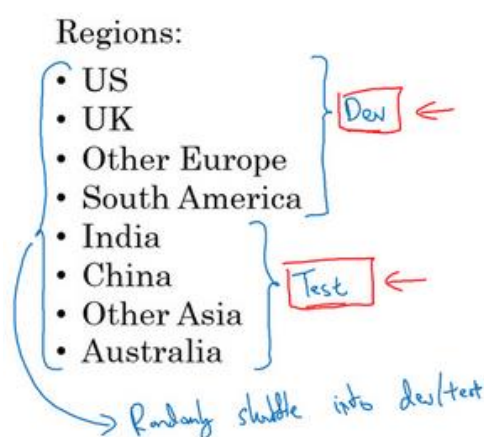 Regions:
• US
• UK
• Other Europe
• South America
• India
• China
• Other Asia
• Australia
Dev
Test
Randomly shuffle into dev/test